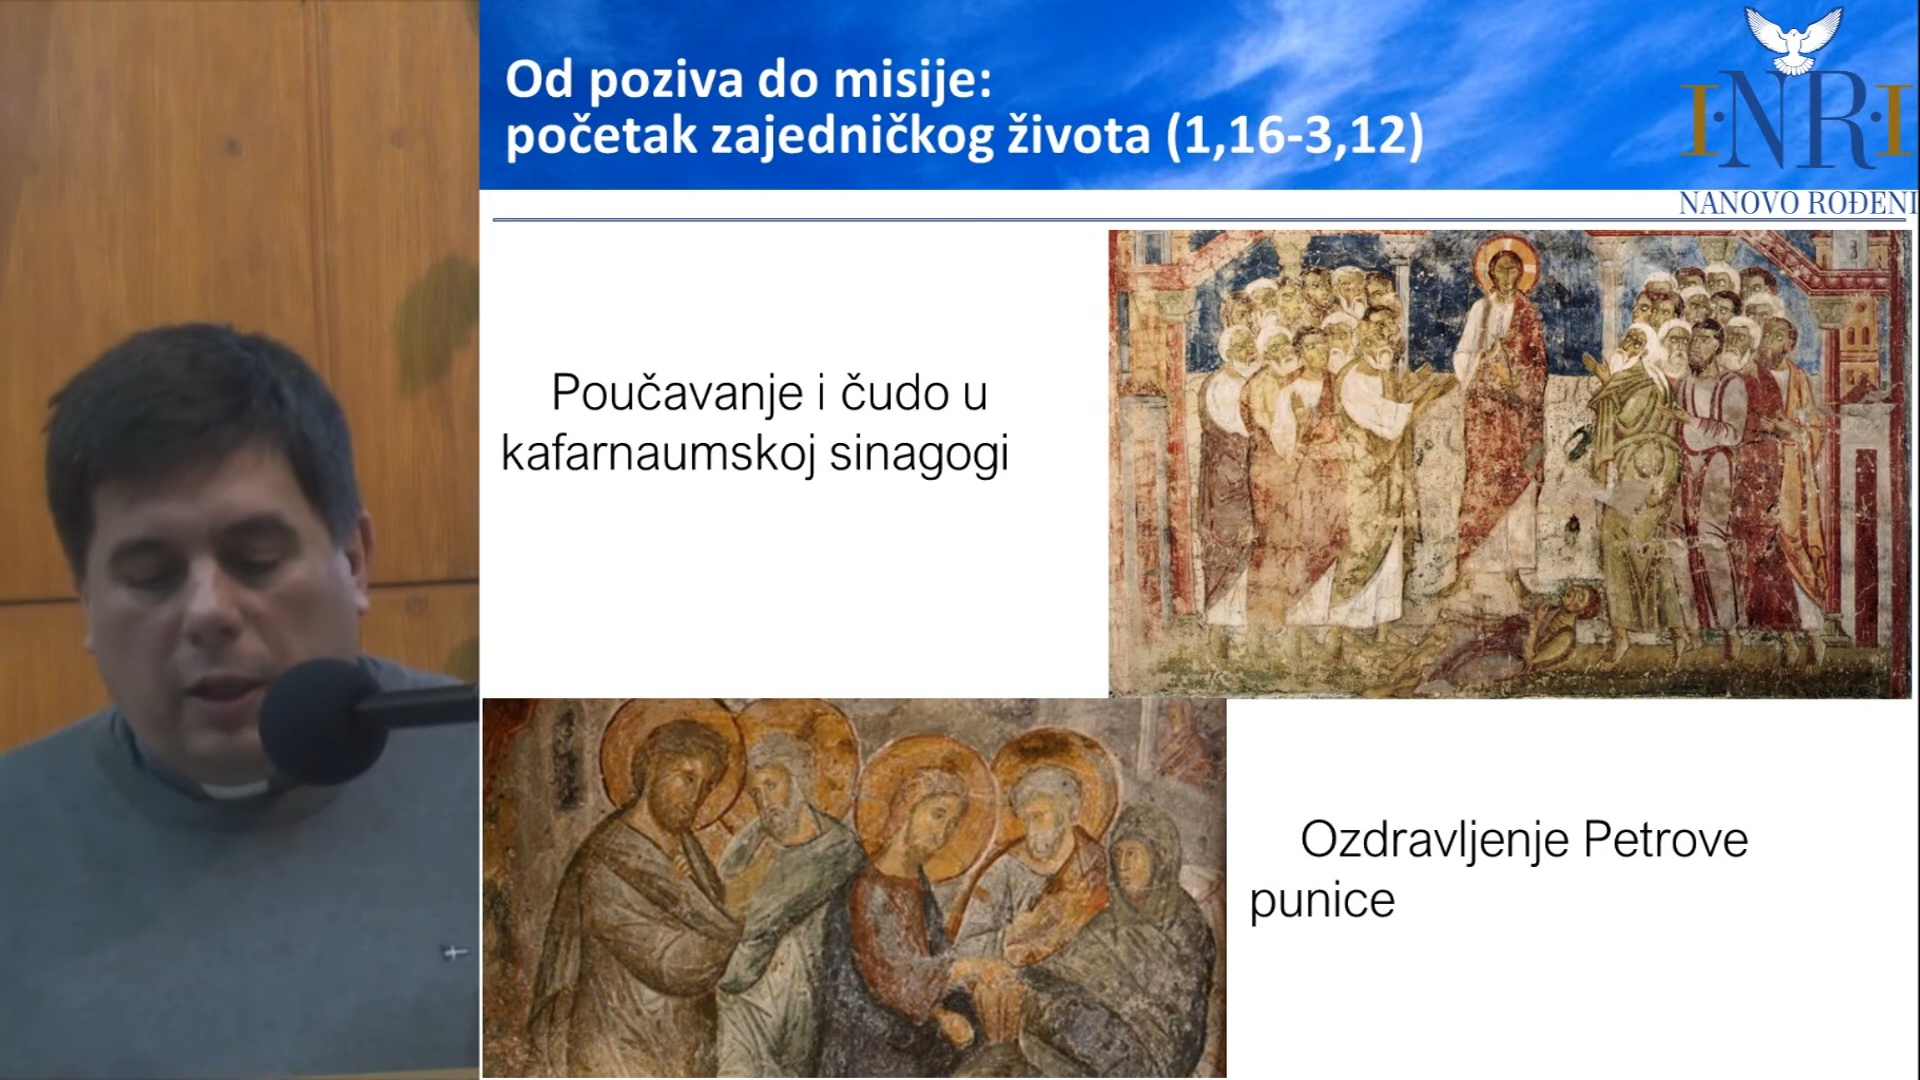 Od poziva do misije:
početak zajedničkog života (1,16-3,12)
I·NR·I
NANOVO ROĐENI
Poučavanje i čudo u
kafarnaumskoj sinagogi
Ozdravljenje Petrove
punice